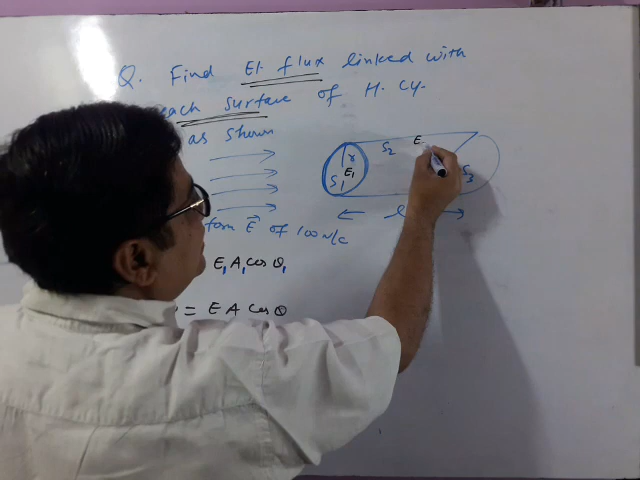 Q. Find El. flux linked with
each surface of H. Cy.
as shown
S1
r
E1
S2
E
S3
l
form E⃗ of 100 N/C
E1 A1 Cos θ1
= E A Cos θ